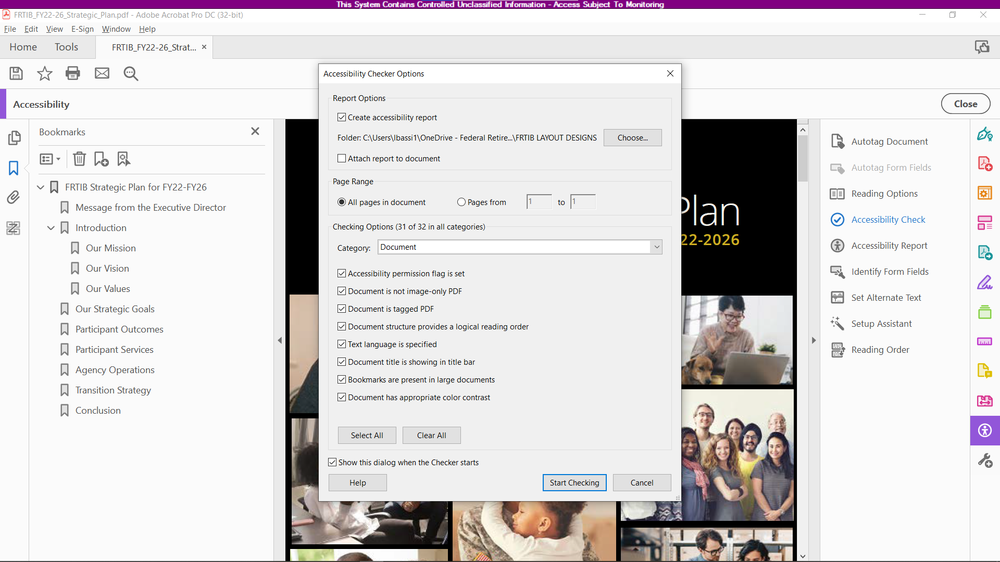 This System Contains Controlled Unclassified Information - Access Subject To Monitoring
FRTIB_FY22-26_Strategic_Plan.pdf - Adobe Acrobat Pro DC (32-bit)
File Edit View E-Sign Window Help
Home Tools FRTIB_FY22-26_Strat...
Accessibility
Close
Bookmarks
FRTIB Strategic Plan for FY22-FY26
Message from the Executive Director
Introduction
Our Mission
Our Vision
Our Values
Our Strategic Goals
Participant Outcomes
Participant Services
Agency Operations
Transition Strategy
Conclusion
Accessibility Checker Options
Report Options
Create accessibility report
Folder: C:\Users\lbassi1\OneDrive - Federal Retire...\FRTIB LAYOUT DESIGNS Choose...
Attach report to document
Page Range
All pages in document Pages from 1 to 1
Checking Options (31 of 32 in all categories)
Category: Document
Accessibility permission flag is set
Document is not image-only PDF
Document is tagged PDF
Document structure provides a logical reading order
Text language is specified
Document title is showing in title bar
Bookmarks are present in large documents
Document has appropriate color contrast
Select All Clear All
Show this dialog when the Checker starts
Help Start Checking Cancel
Plan
22-2026
Autotag Document
Autotag Form Fields
Reading Options
Accessibility Check
Accessibility Report
Identify Form Fields
Set Alternate Text
Setup Assistant
Reading Order